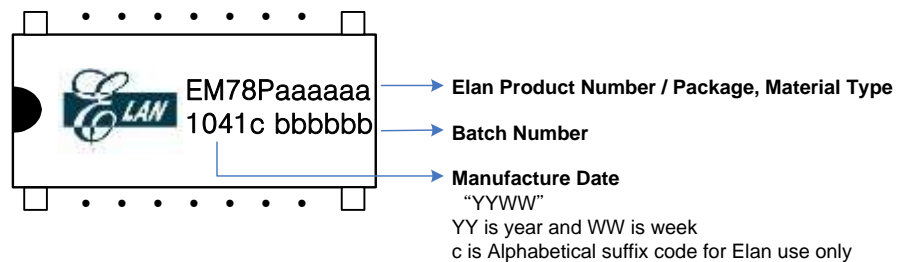 ELAN
EM78Paaaaaa
1041c bbbbbb
Elan Product Number / Package, Material Type
Batch Number
Manufacture Date
“YYWW”
YY is year and WW is week
c is Alphabetical suffix code for Elan use only